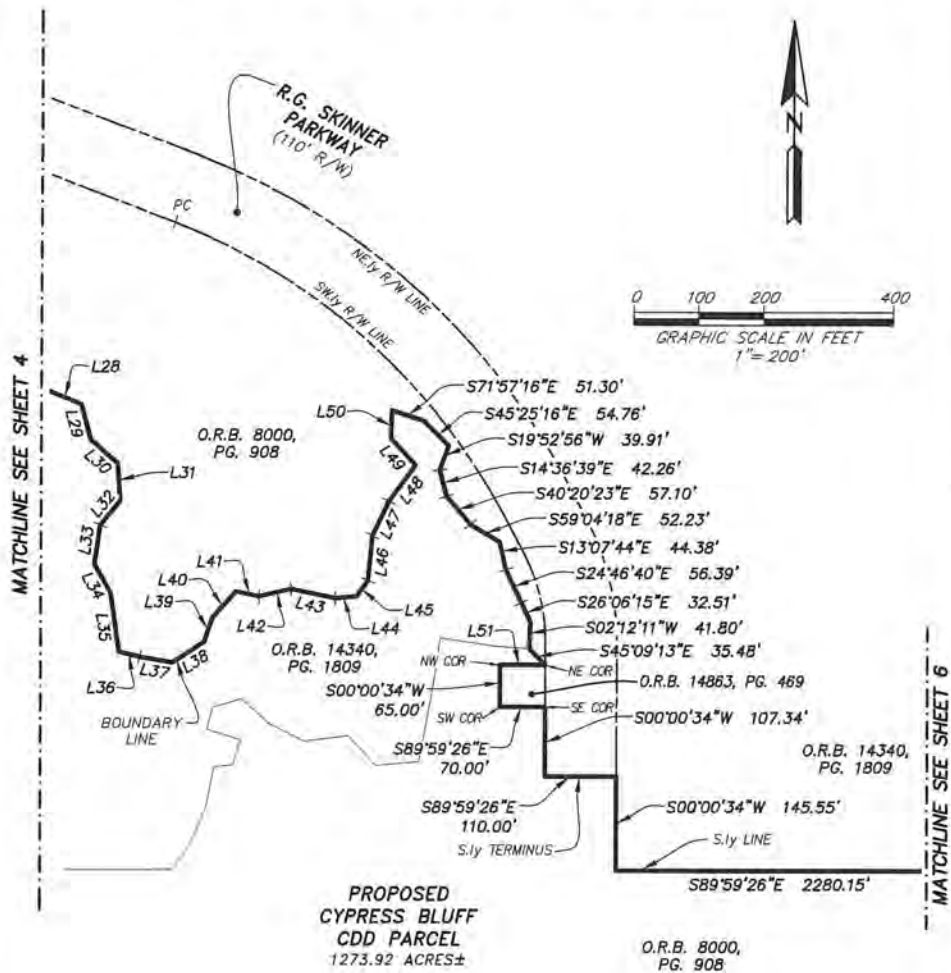 R.G. SKINNER
PARKWAY
(110' R/W)
N
PC
NE.ly R/W LINE
SW.ly R/W LINE
0 100 200 400
GRAPHIC SCALE IN FEET
1"= 200'
MATCHLINE SEE SHEET 4
L28
L29
L30
L31
L32
L33
L34
L35
L36
L37
L38
L39
L40
L41
L42
L43
L44
L45
L46
L47
L48
L49
L50
O.R.B. 8000,
PG. 908
S71°57'16"E 51.30'
S45°25'16"E 54.76'
S19°52'56"W 39.91'
S14°36'39"E 42.26'
S40°20'23"E 57.10'
S59°04'18"E 52.23'
S13°07'44"E 44.38'
S24°46'40"E 56.39'
S26°06'15"E 32.51'
S02°12'11"W 41.80'
S45°09'13"E 35.48'
L51
NW COR
NE COR
O.R.B. 14340,
PG. 1809
S00°00'34"W
65.00'
O.R.B. 14863, PG. 469
SW COR
SE COR
S00°00'34"W 107.34'
BOUNDARY
LINE
S89°59'26"E
70.00'
O.R.B. 14340,
PG. 1809
S89°59'26"E
110.00'
S00°00'34"W 145.55'
S.ly TERMINUS
S.ly LINE
S89°59'26"E 2280.15'
MATCHLINE SEE SHEET 6
PROPOSED
CYPRESS BLUFF
CDD PARCEL
1273.92 ACRES±
O.R.B. 8000,
PG. 908